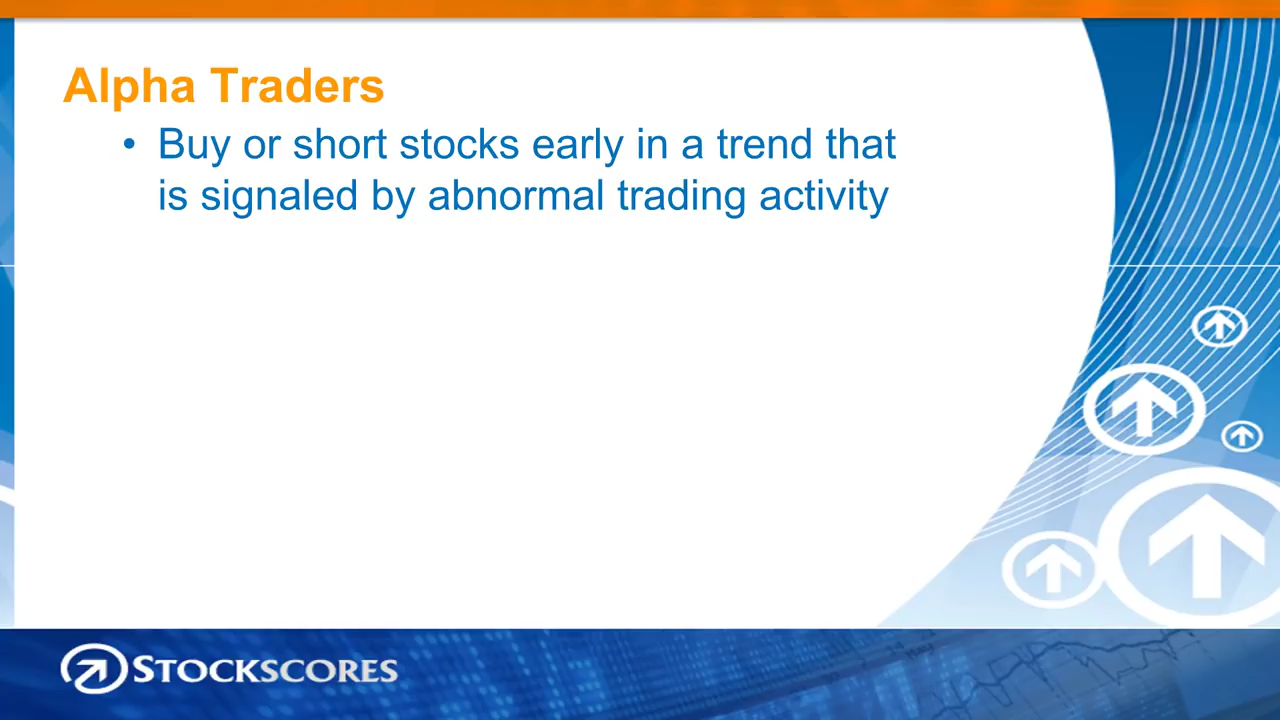 Alpha Traders
• Buy or short stocks early in a trend that
is signaled by abnormal trading activity
STOCKSCORES